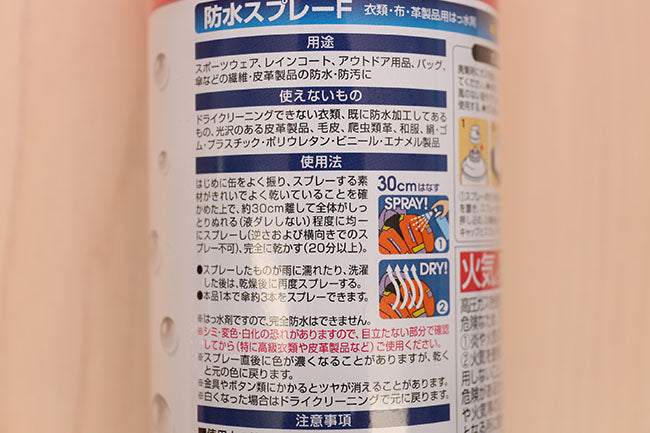 防水スプレーF 衣類・布・革製品用はっ水剤
用途
スポーツウェア、レインコート、アウトドア用品、バッグ、
傘などの繊維・皮革製品の防水・防汚に
使えないもの
ドライクリーニングできない衣類、既に防水加工してある
もの、光沢のある皮革製品、毛皮、爬虫類革、和服、絹・ゴ
ム・プラスチック・ポリウレタン・ビニール・エナメル製品
使用法
はじめに缶をよく振り、スプレーする素
材がきれいでよく乾いていることを確
かめた上で、約30cm離して全体がしっ
とりぬれる(液ダレしない)程度に均一
にスプレーし(逆さおよび横向きでのス
プレー不可)、完全に乾かす(20分以上)。
●スプレーしたものが雨に濡れたり、洗濯
した後は、乾燥後に再度スプレーする。
●本品1本で傘約3本をスプレーできます。
30cmはなす
SPRAY!
1
DRY!
2
※はっ水剤ですので、完全防水はできません。
※シミ・変色・白化の恐れがありますので、目立たない部分で確認
してから(特に高級衣類や皮革製品など)ご使用ください。
※スプレー直後に色が濃くなることがありますが、乾く
と元の色に戻ります。
※金具やボタン類にかかるとツヤが消えることがあります。
※白くなった場合はドライクリーニングで元に戻ります。
注意事項
火気
高圧ガス